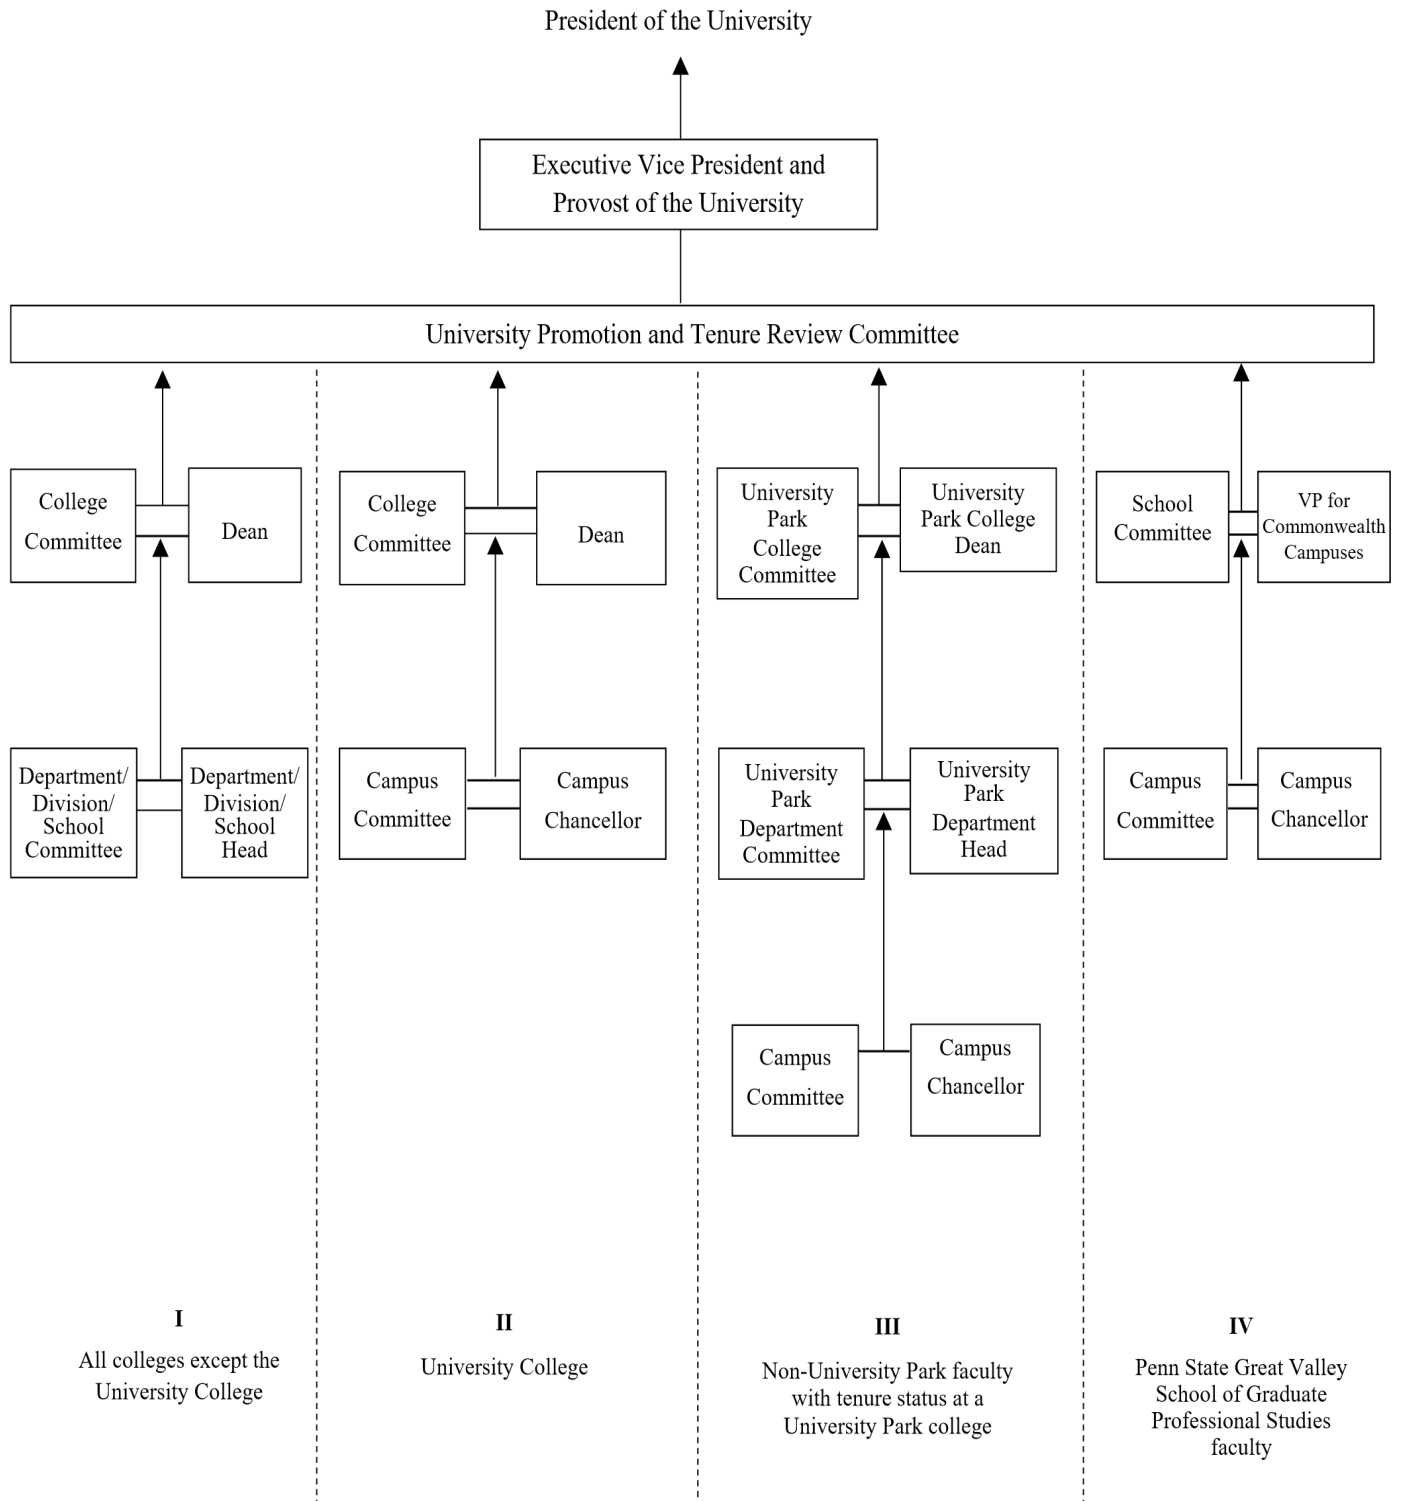 President of the University
Executive Vice President and
Provost of the University
University Promotion and Tenure Review Committee
College
Committee
Dean
College
Committee
Dean
University
Park
College
Committee
University
Park College
Dean
School
Committee
VP for
Commonwealth
Campuses
Department/
Division/
School
Committee
Department/
Division/
School
Head
Campus
Committee
Campus
Chancellor
University
Park
Department
Committee
University
Park
Department
Head
Campus
Committee
Campus
Chancellor
Campus
Committee
Campus
Chancellor
I
All colleges except the
University College
II
University College
III
Non-University Park faculty
with tenure status at a
University Park college
IV
Penn State Great Valley
School of Graduate
Professional Studies
faculty